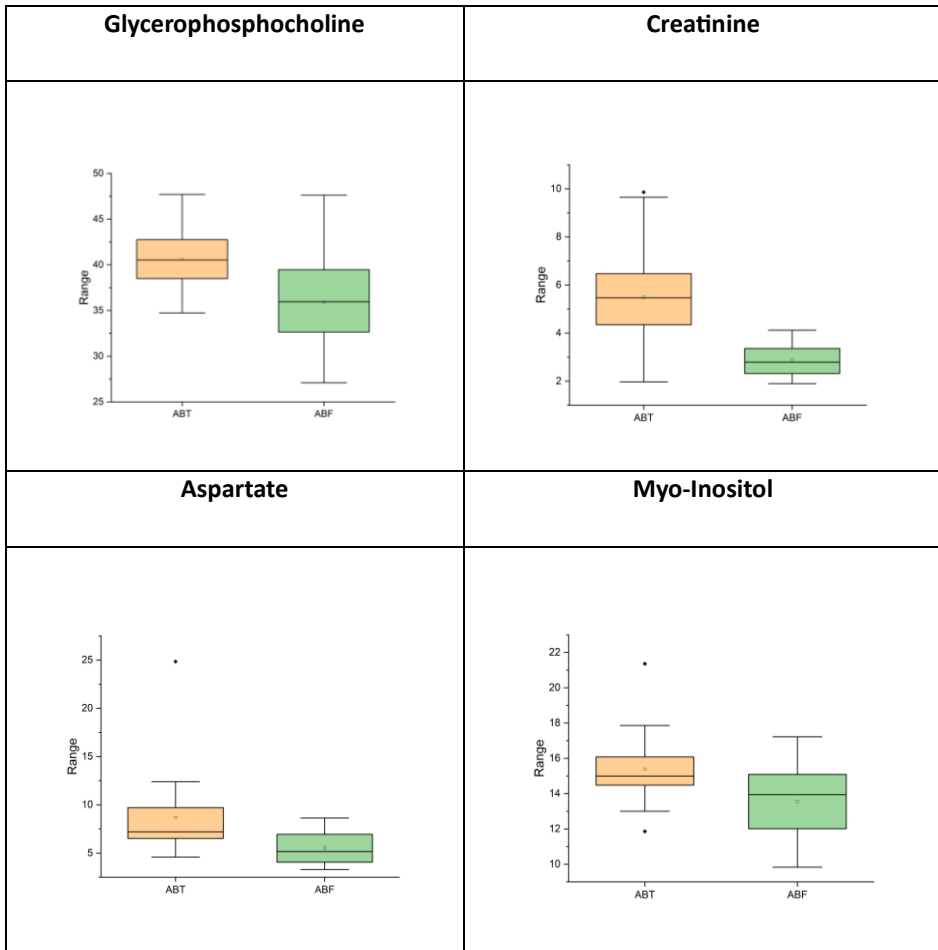 Glycerophosphocholine
Creatinine
50
45
40
35
30
25
Range
ABT
ABF
10
8
6
4
2
Range
ABT
ABF
Aspartate
Myo-Inositol
25
20
15
10
5
Range
ABT
ABF
22
20
18
16
14
12
10
Range
ABT
ABF